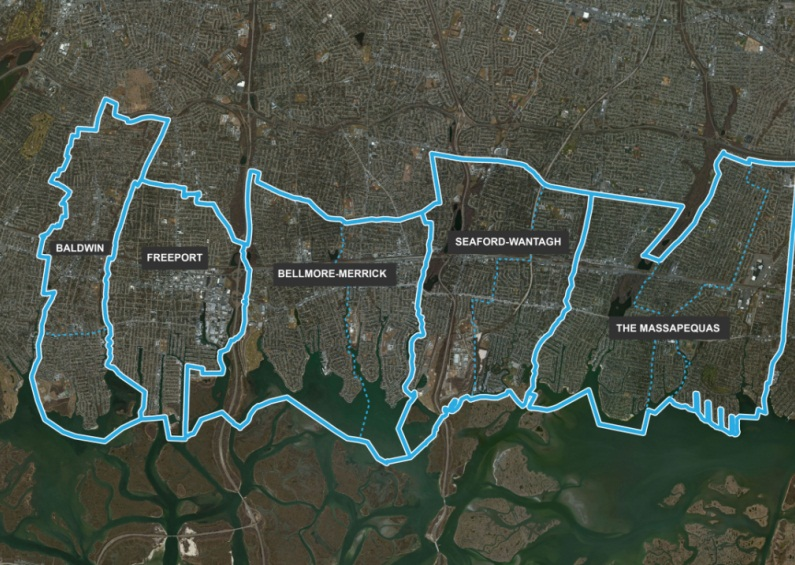 BALDWIN
FREEPORT
BELLMORE-MERRICK
SEAFORD-WANTAGH
THE MASSAPEQUAS